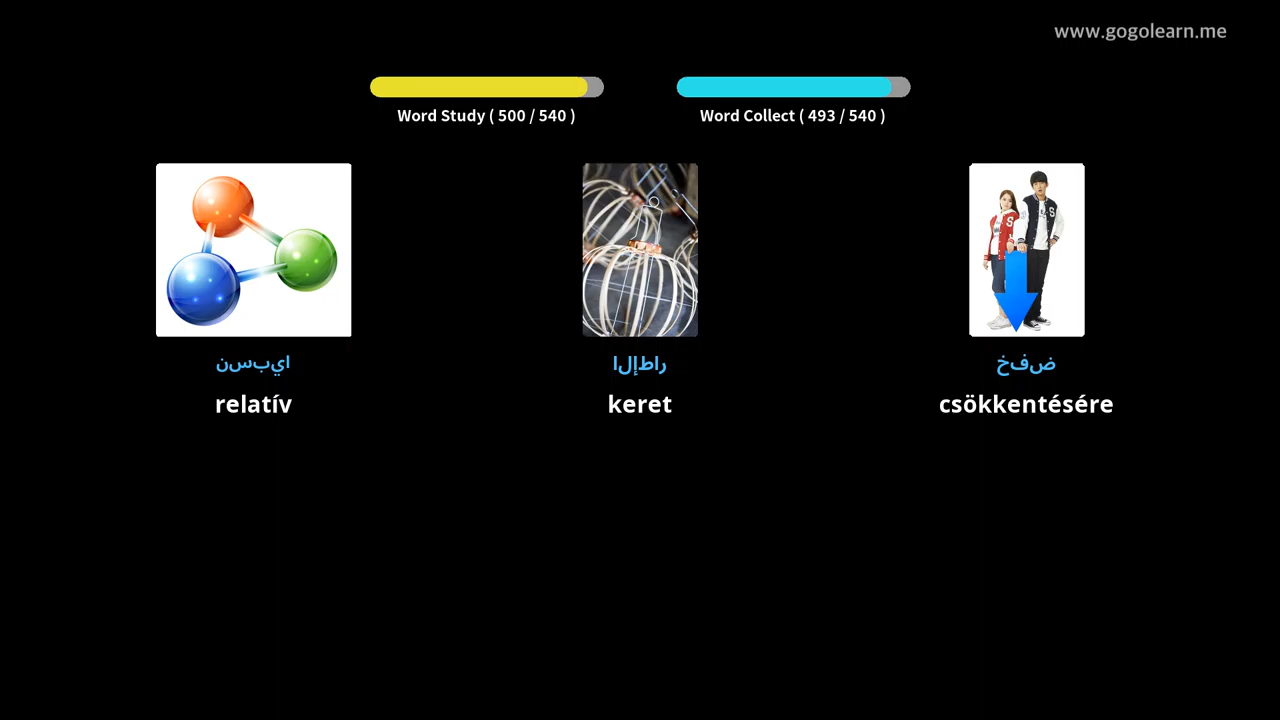 www.gogolearn.me
Word Study ( 500 / 540 )
Word Collect ( 493 / 540 )
نسبيا
الإطار
خفض
relatív
keret
csökkentésére